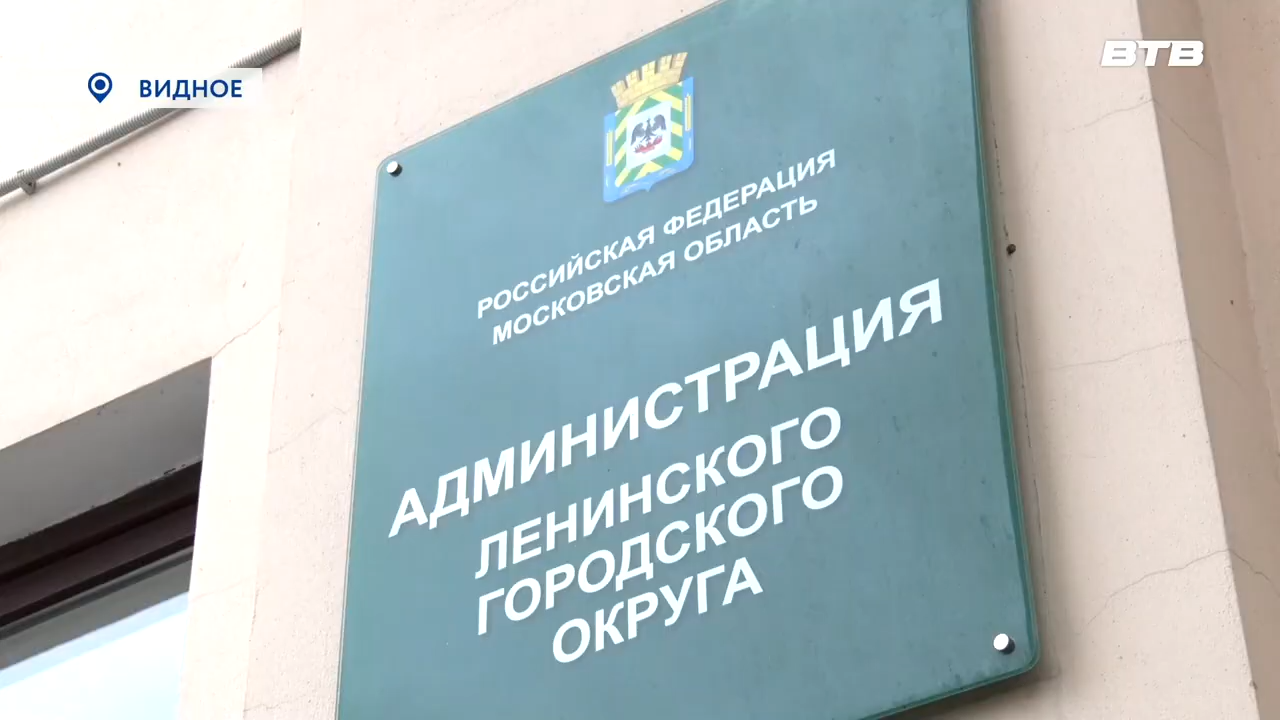 ВИДНОЕ
ВТВ
РОССИЙСКАЯ ФЕДЕРАЦИЯ
МОСКОВСКАЯ ОБЛАСТЬ
АДМИНИСТРАЦИЯ
ЛЕНИНСКОГО
ГОРОДСКОГО
ОКРУГА